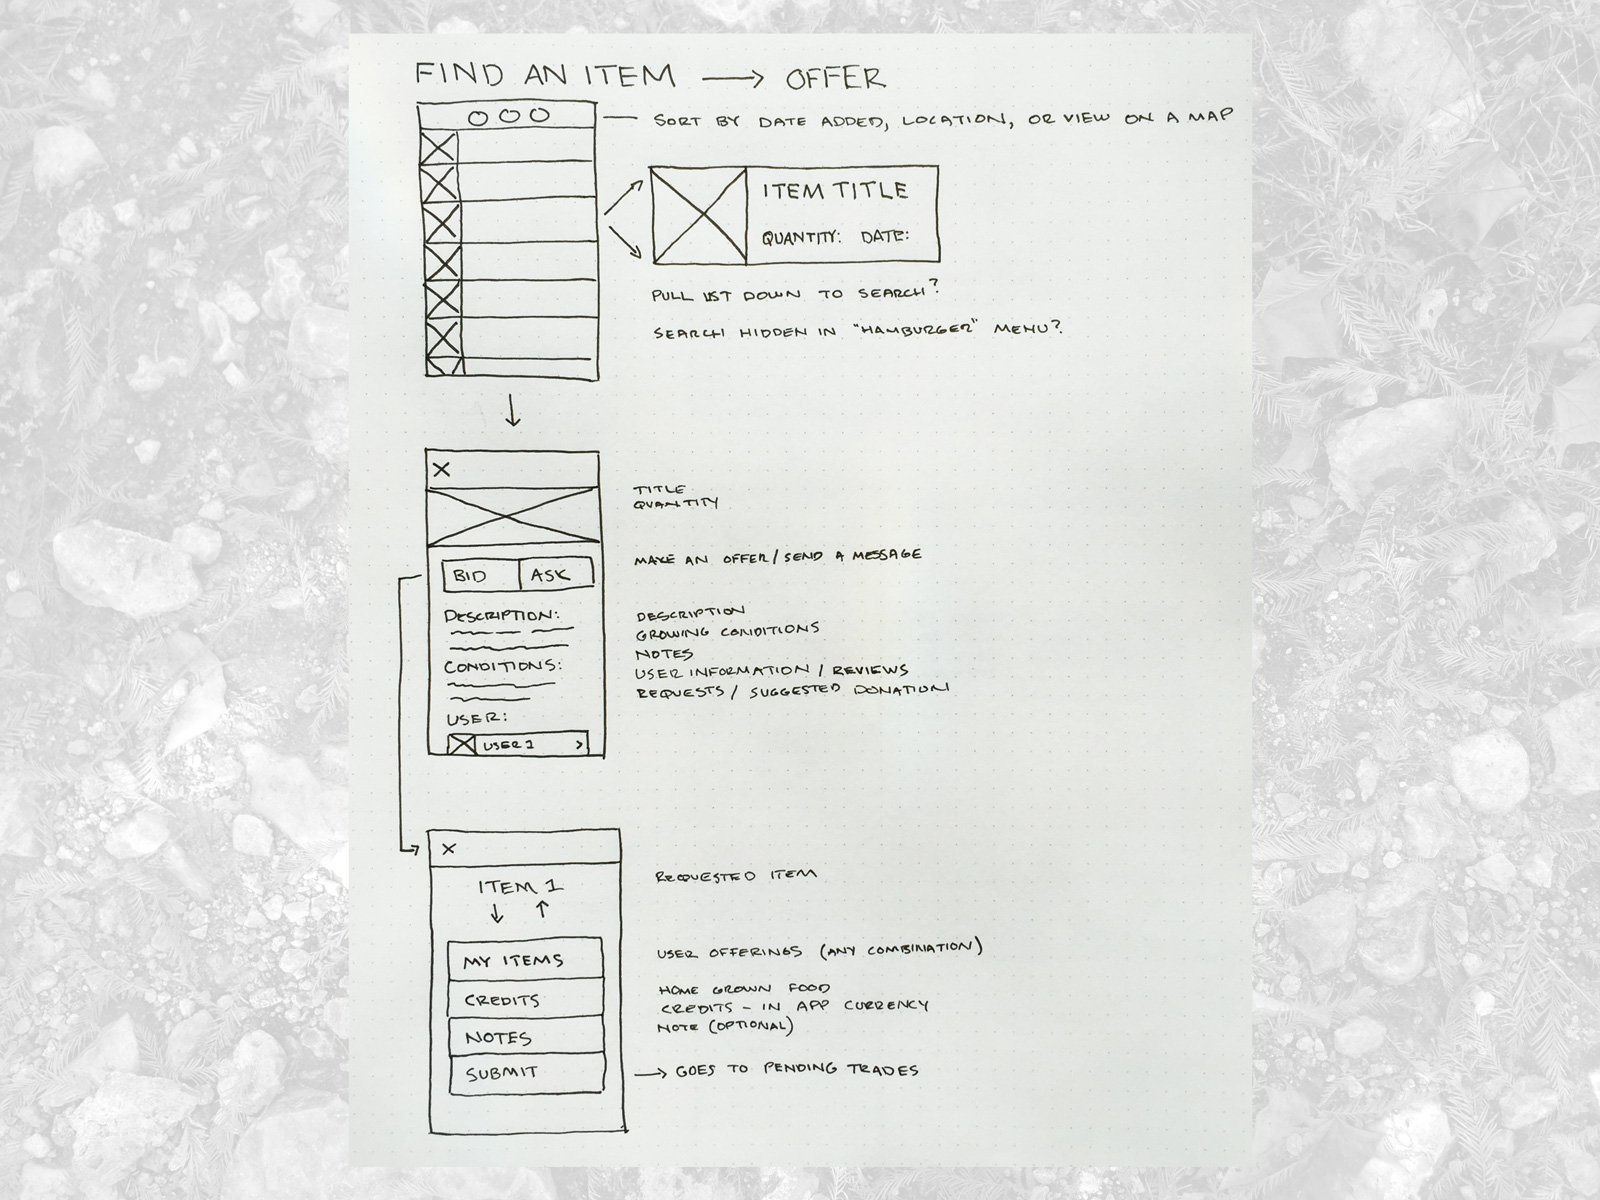 FIND AN ITEM → OFFER
SORT BY DATE ADDED, LOCATION, OR VIEW ON A MAP
ITEM TITLE
QUANTITY: DATE:
PULL LIST DOWN TO SEARCH?
SEARCH HIDDEN IN "HAMBURGER" MENU?
X
TITLE
QUANTITY
BID ASK
MAKE AN OFFER / SEND A MESSAGE
DESCRIPTION:
CONDITIONS:
USER:
USER 1 >
DESCRIPTION
GROWING CONDITIONS
NOTES
USER INFORMATION / REVIEWS
REQUESTS / SUGGESTED DONATION
X
ITEM 1
REQUESTED ITEM
MY ITEMS
CREDITS
NOTES
SUBMIT
USER OFFERINGS (ANY COMBINATION)
HOME GROWN FOOD
CREDITS - IN APP CURRENCY
NOTE (OPTIONAL)
→ GOES TO PENDING TRADES